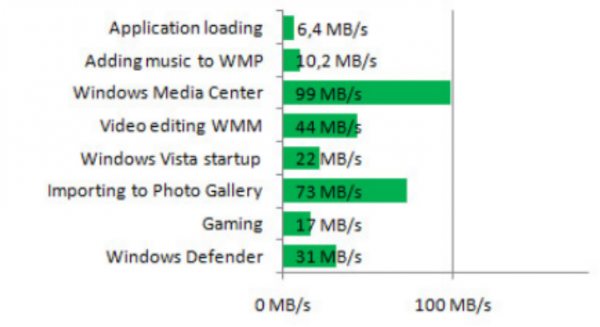 Application loading 6,4 MB/s
Adding music to WMP 10,2 MB/s
Windows Media Center 99 MB/s
Video editing WMM 44 MB/s
Windows Vista startup 22 MB/s
Importing to Photo Gallery 73 MB/s
Gaming 17 MB/s
Windows Defender 31 MB/s
0 MB/s 100 MB/s